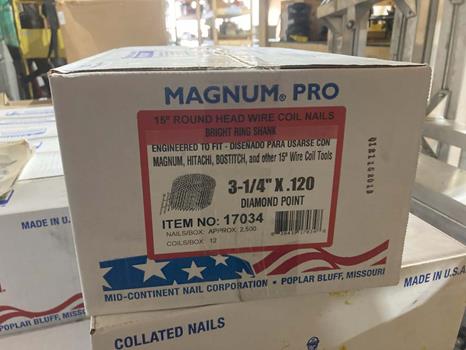 MAGNUM® PRO
15° ROUND HEAD WIRE COIL NAILS
BRIGHT RING SHANK
ENGINEERED TO FIT - DISEÑADO PARA USARSE CON
MAGNUM, HITACHI, BOSTITCH, and other 15° Wire Coil Tools
3-1/4" X .120
DIAMOND POINT
ITEM NO: 17034
NAILS/BOX: APPROX. 2,500
COILS/BOX: 12
MID-CONTINENT NAIL CORPORATION • POPLAR BLUFF, MISSOURI
MADE IN U.S.A
MADE IN U.S.A
POPLAR BLUFF, MISSOURI
COLLATED NAILS